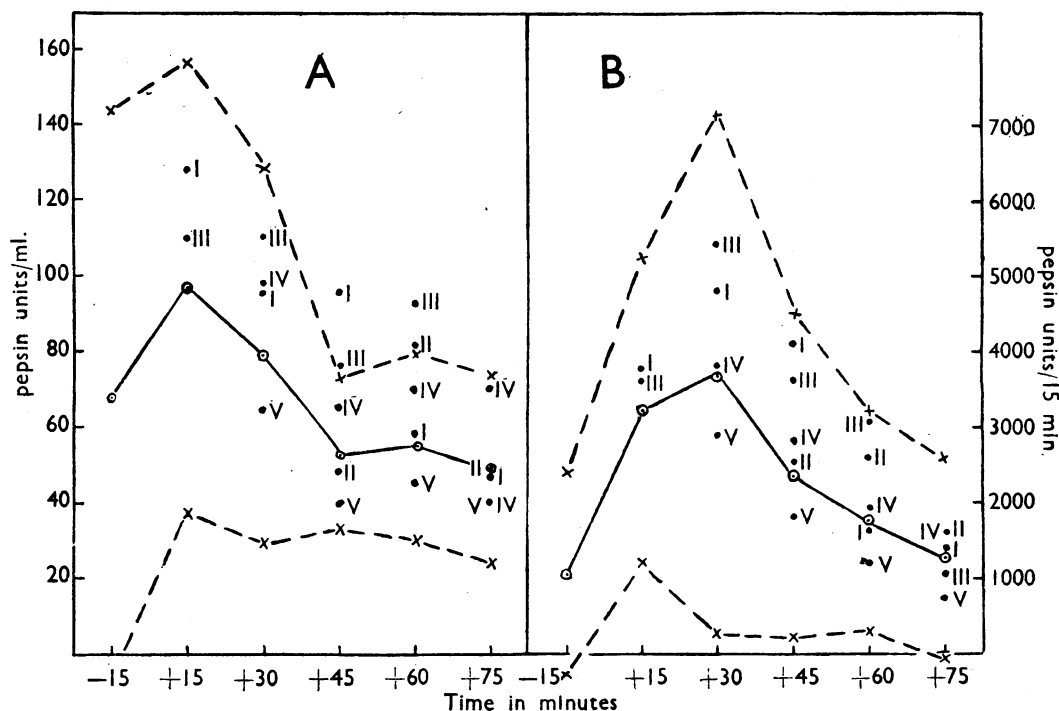 160
140
120
100
80
60
40
20
pepsin units/ml.
A
I
III
III
IV
I
V
I
III
IV
II
V
III
II
IV
I
V
IV
II
I
V
IV
-15
+15
+30
+45
+60
+75
B
I
III
III
I
IV
V
I
III
IV
II
V
III
II
IV
I
V
IV
II
I
III
V
7000
6000
5000
4000
3000
2000
1000
pepsin units/15 min.
-15
+15
+30
+45
+60
+75
Time in minutes